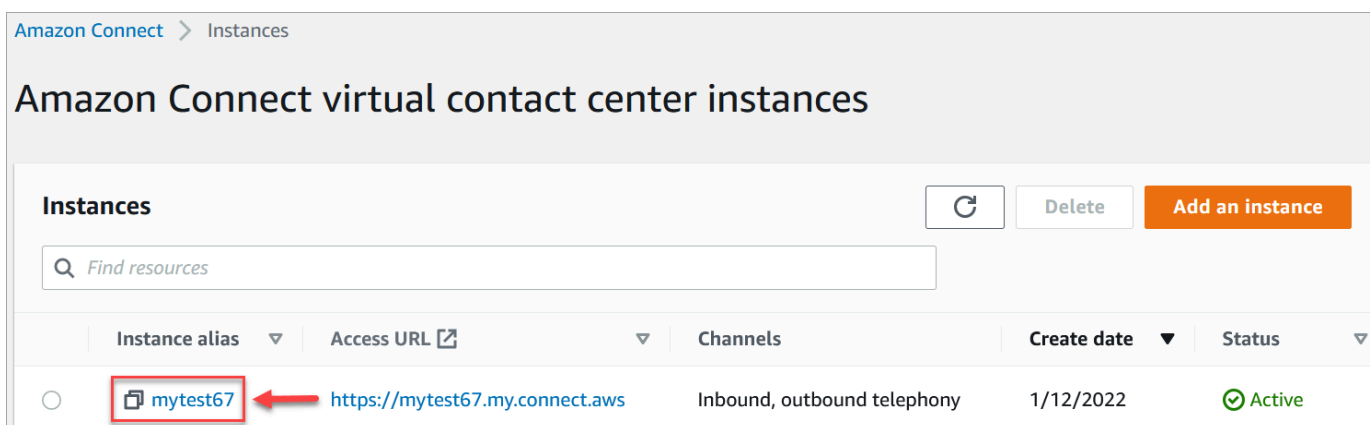 Amazon Connect > Instances
Amazon Connect virtual contact center instances
Instances
Delete
Add an instance
Find resources
Instance alias Access URL Channels Create date Status
mytest67 https://mytest67.my.connect.aws Inbound, outbound telephony 1/12/2022 Active